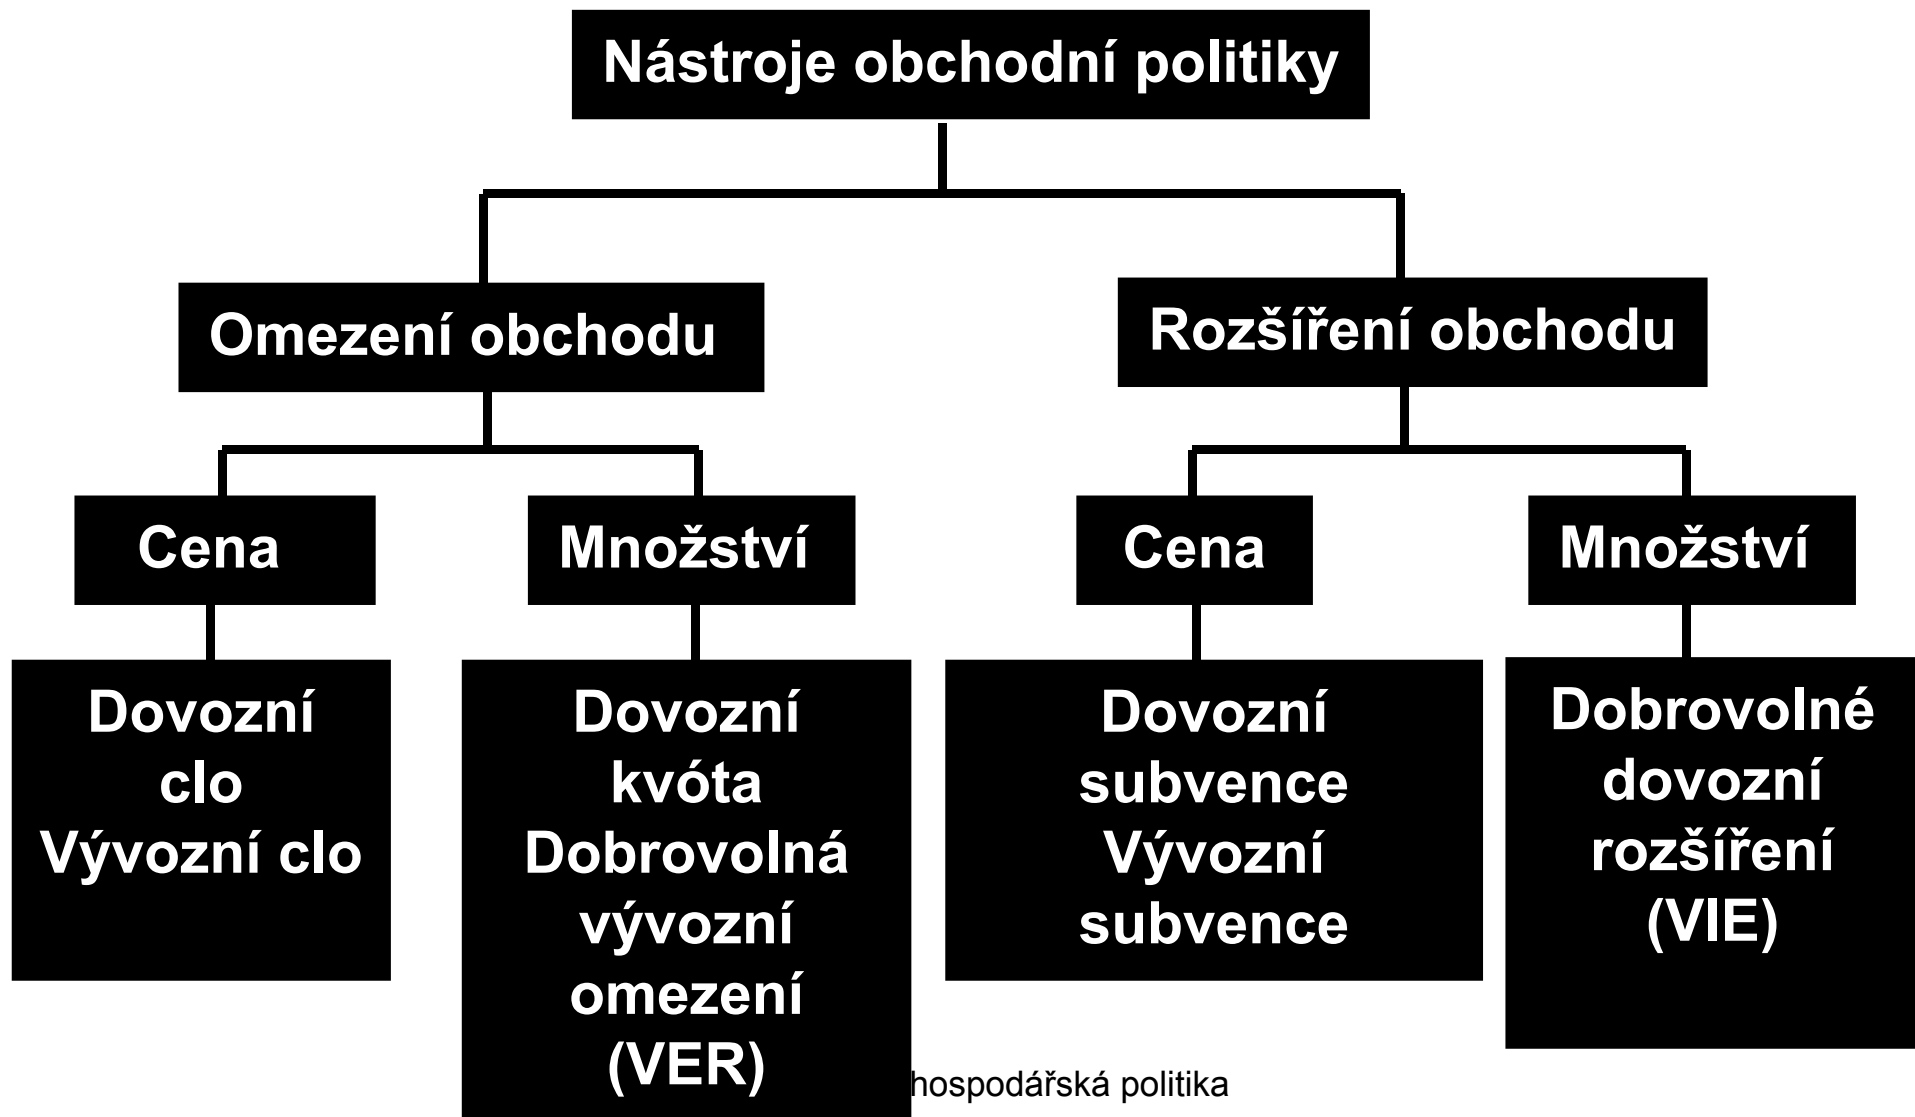 Nástroje obchodní politiky
Omezení obchodu
Rozšíření obchodu
Cena
Množství
Cena
Množství
Dovozní
clo
Vývozní clo
Dovozní
kvóta
Dobrovolná
vývozní
omezení
(VER)
Dovozní
subvence
Vývozní
subvence
Dobrovolné
dovozní
rozšíření
(VIE)
hospodářská politika